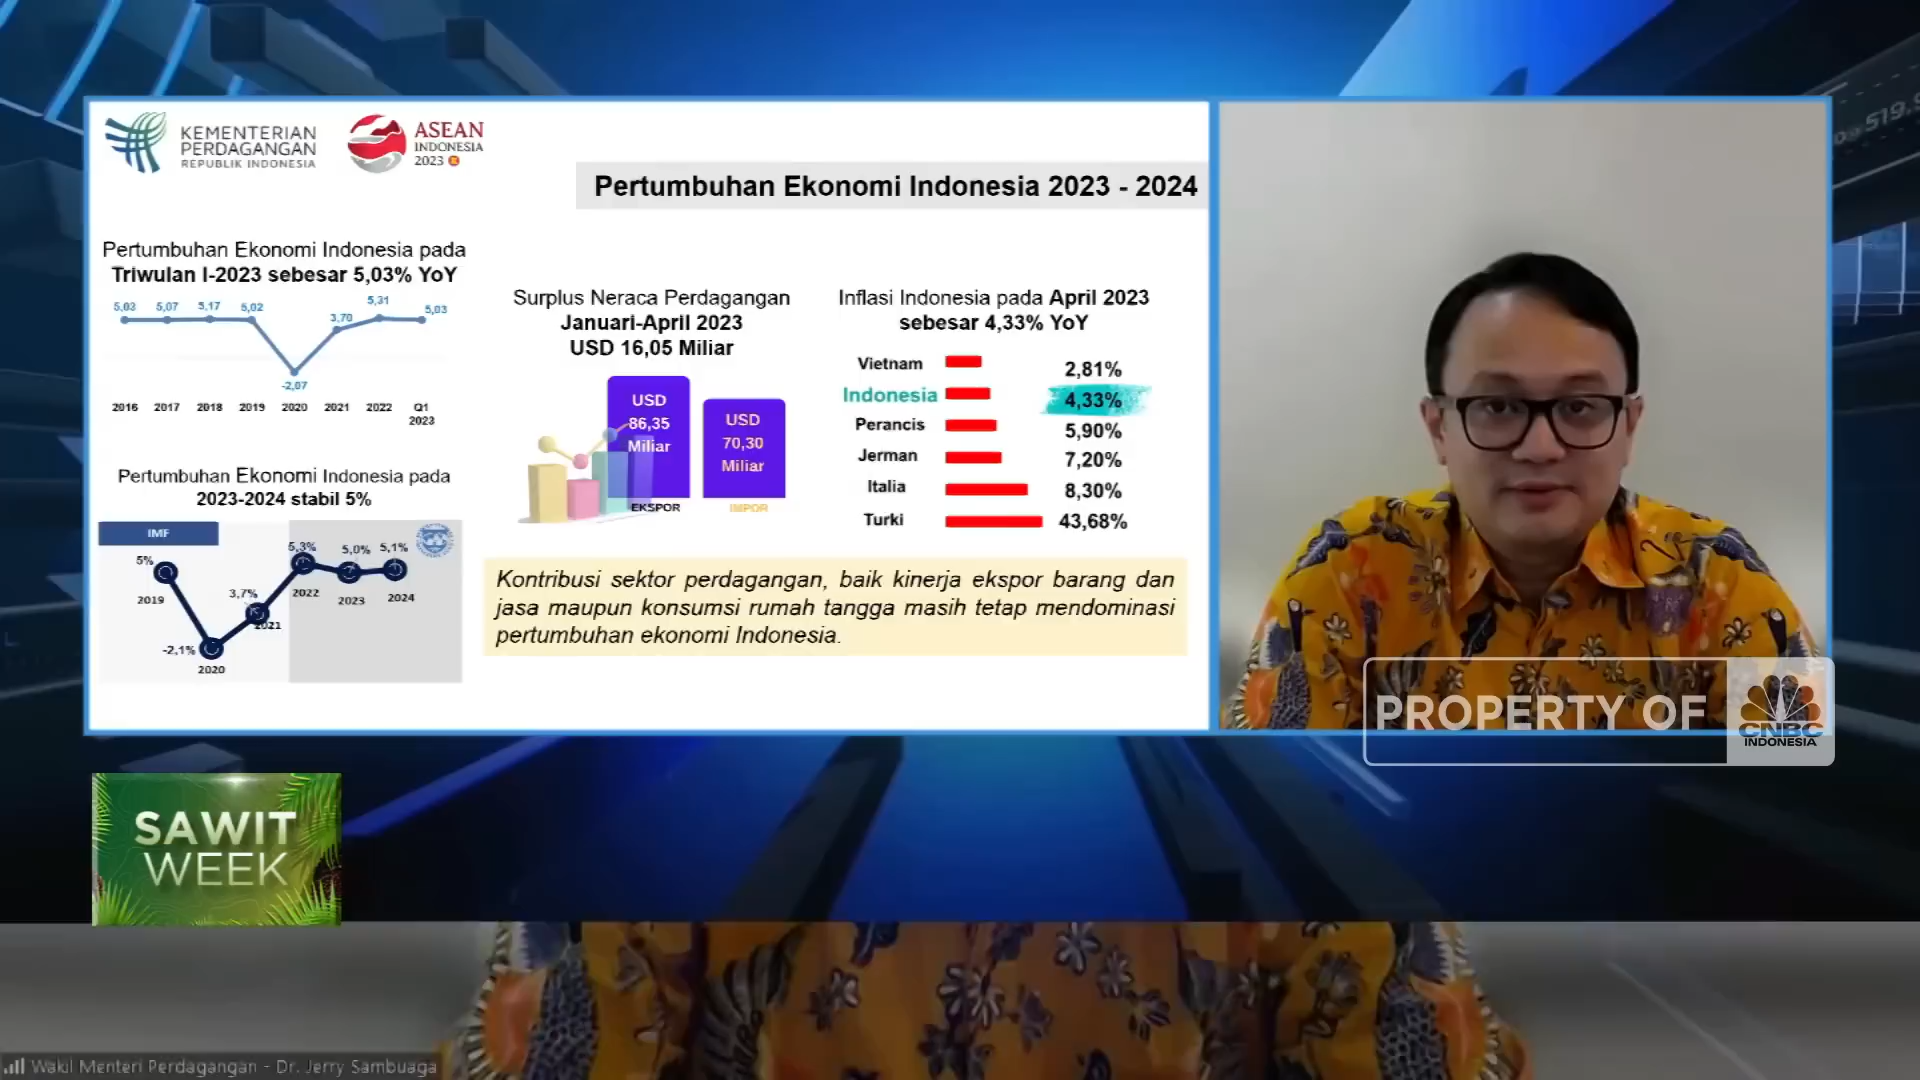 KEMENTERIAN
PERDAGANGAN
REPUBLIK INDONESIA
ASEAN
INDONESIA
2023
Pertumbuhan Ekonomi Indonesia 2023 - 2024
Pertumbuhan Ekonomi Indonesia pada
Triwulan I-2023 sebesar 5,03% YoY
5,03 5,07 5,17 5,02 -2,07 3,70 5,31 5,03
2016 2017 2018 2019 2020 2021 2022 Q1
2023
Pertumbuhan Ekonomi Indonesia pada
2023-2024 stabil 5%
IMF
5% -2,1% 3,7% 5,3% 5,0% 5,1%
2019 2020 2021 2022 2023 2024
Surplus Neraca Perdagangan
Januari-April 2023
USD 16,05 Miliar
USD
86,35
Miliar
EKSPOR
USD
70,30
Miliar
IMPOR
Inflasi Indonesia pada April 2023
sebesar 4,33% YoY
Vietnam 2,81%
Indonesia 4,33%
Perancis 5,90%
Jerman 7,20%
Italia 8,30%
Turki 43,68%
Kontribusi sektor perdagangan, baik kinerja ekspor barang dan
jasa maupun konsumsi rumah tangga masih tetap mendominasi
pertumbuhan ekonomi Indonesia.
PROPERTY OF
CNBC
INDONESIA
SAWIT
WEEK
Wakil Menteri Perdagangan - Dr. Jerry Sambuaga